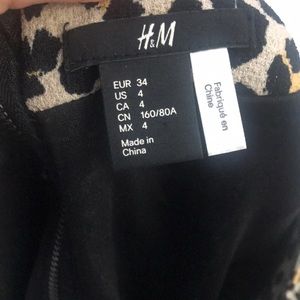 H&M
EUR 34
US 4
CA 4
CN 160/80A
MX 4
Made in
China
Fabriqué en
Chine